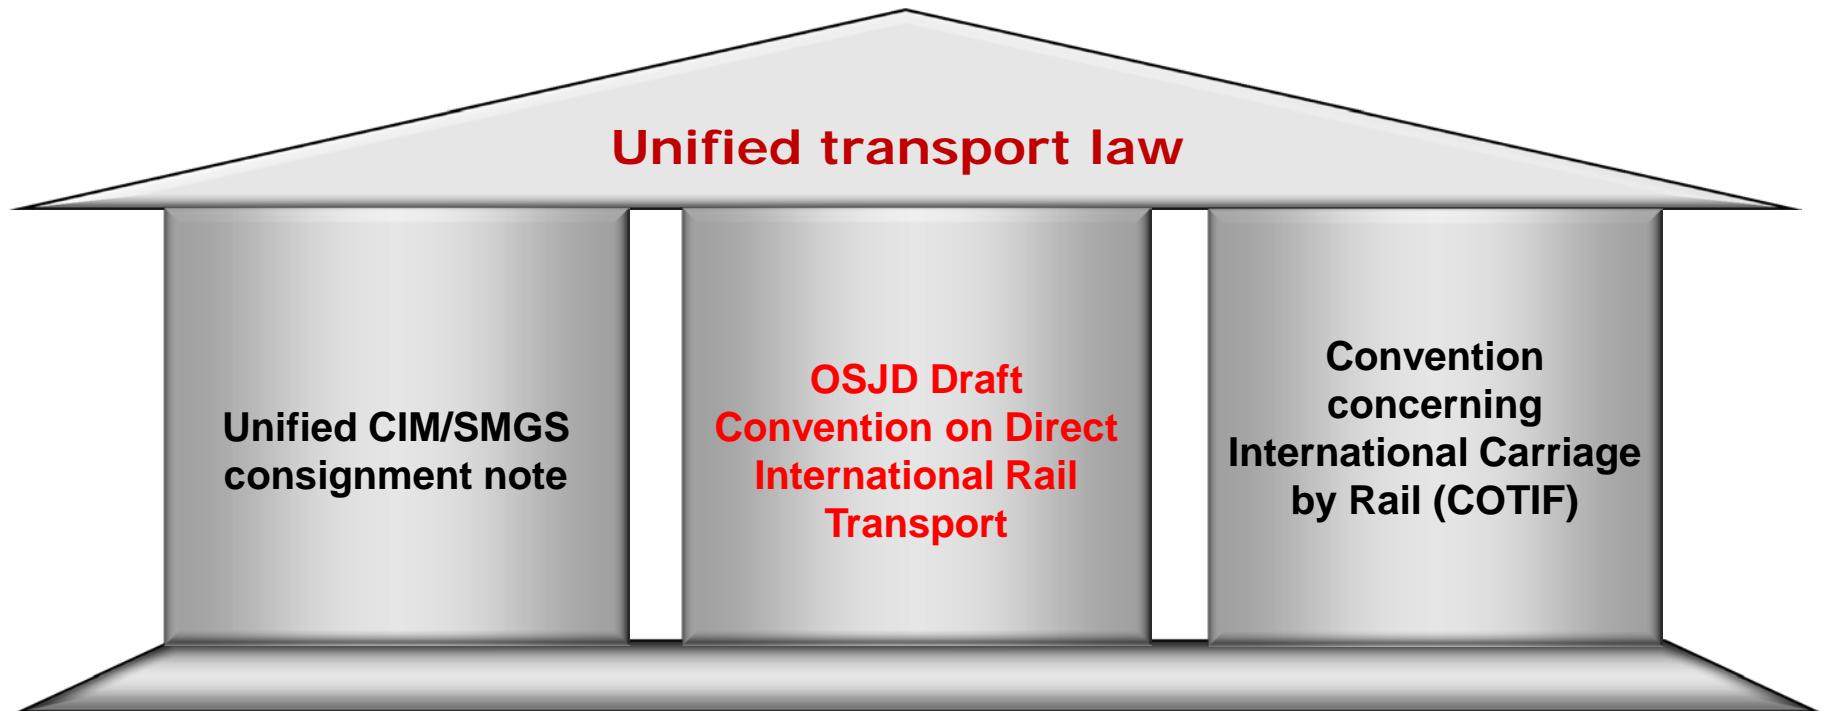 Unified transport law
Unified CIM/SMGS
consignment note
OSJD Draft
Convention on Direct
International Rail
Transport
Convention
concerning
International Carriage
by Rail (COTIF)